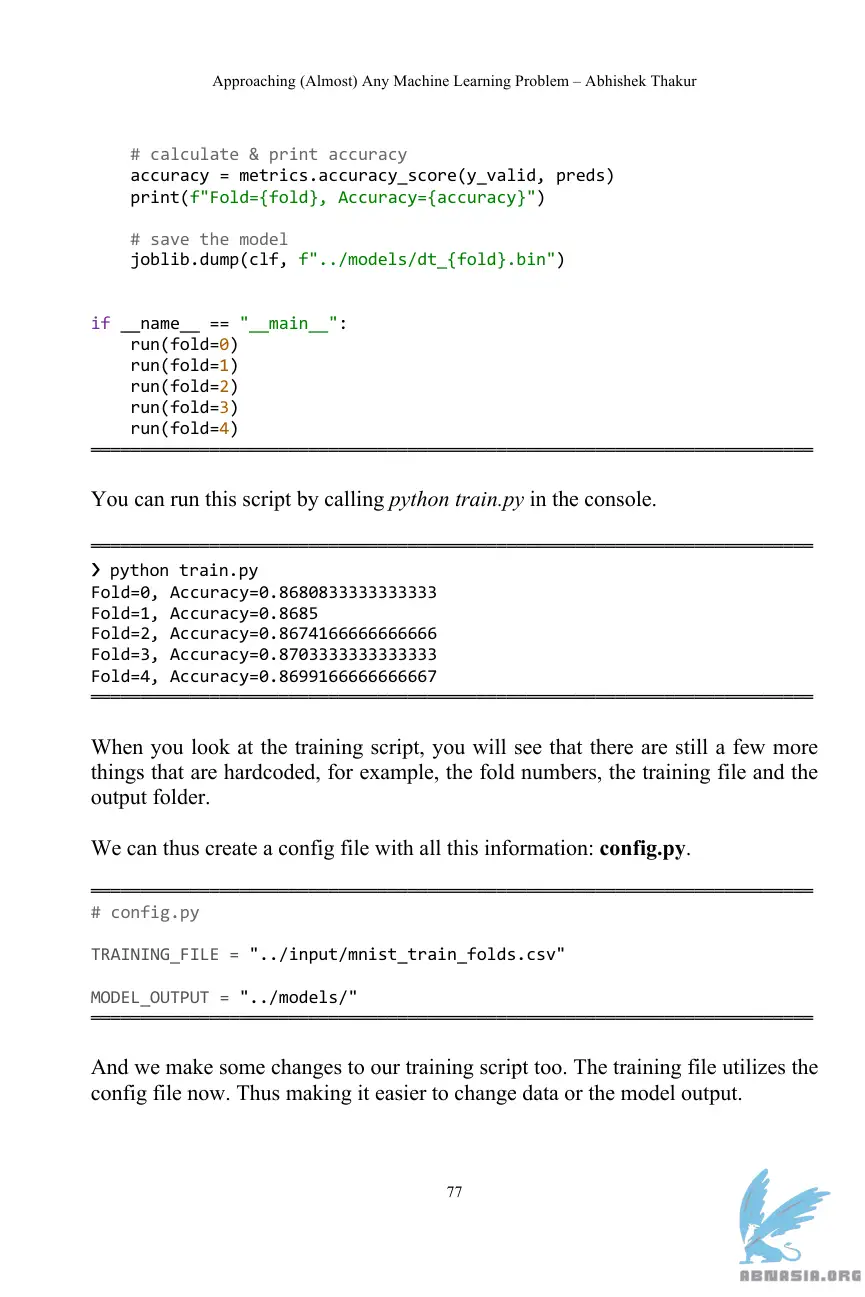 Approaching (Almost) Any Machine Learning Problem – Abhishek Thakur
# calculate & print accuracy
accuracy = metrics.accuracy_score(y_valid, preds)
print(f"Fold={fold}, Accuracy={accuracy}")
# save the model
joblib.dump(clf, f"../models/dt_{fold}.bin")
if __name__ == "__main__":
run(fold=0)
run(fold=1)
run(fold=2)
run(fold=3)
run(fold=4)
You can run this script by calling python train.py in the console.
❯ python train.py
Fold=0, Accuracy=0.8680833333333333
Fold=1, Accuracy=0.8685
Fold=2, Accuracy=0.8674166666666666
Fold=3, Accuracy=0.8703333333333333
Fold=4, Accuracy=0.8699166666666667
When you look at the training script, you will see that there are still a few more
things that are hardcoded, for example, the fold numbers, the training file and the
output folder.
We can thus create a config file with all this information: config.py.
# config.py
TRAINING_FILE = "../input/mnist_train_folds.csv"
MODEL_OUTPUT = "../models/"
And we make some changes to our training script too. The training file utilizes the
config file now. Thus making it easier to change data or the model output.
77
ABNASIA.ORG